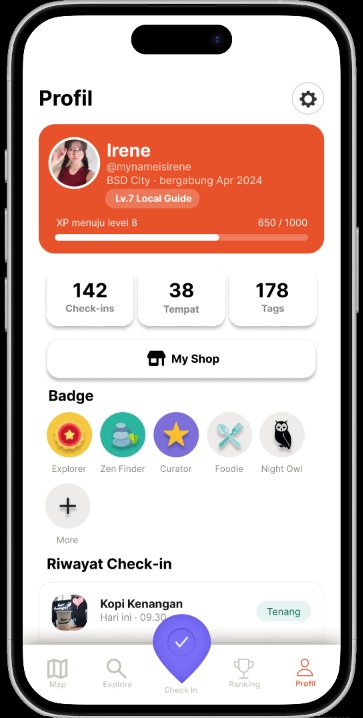 Profil
Irene
@mynameisirene
BSD City · bergabung Apr 2024
Lv.7 Local Guide
XP menuju level 8 650 / 1000
142 38 178
Check-ins Tempat Tags
My Shop
Badge
Explorer Zen Finder Curator Foodie Night Owl
More
Riwayat Check-in
Kopi Kenangan
Hari ini · 09.30
Tenang
Map Explore Check In Ranking Profil